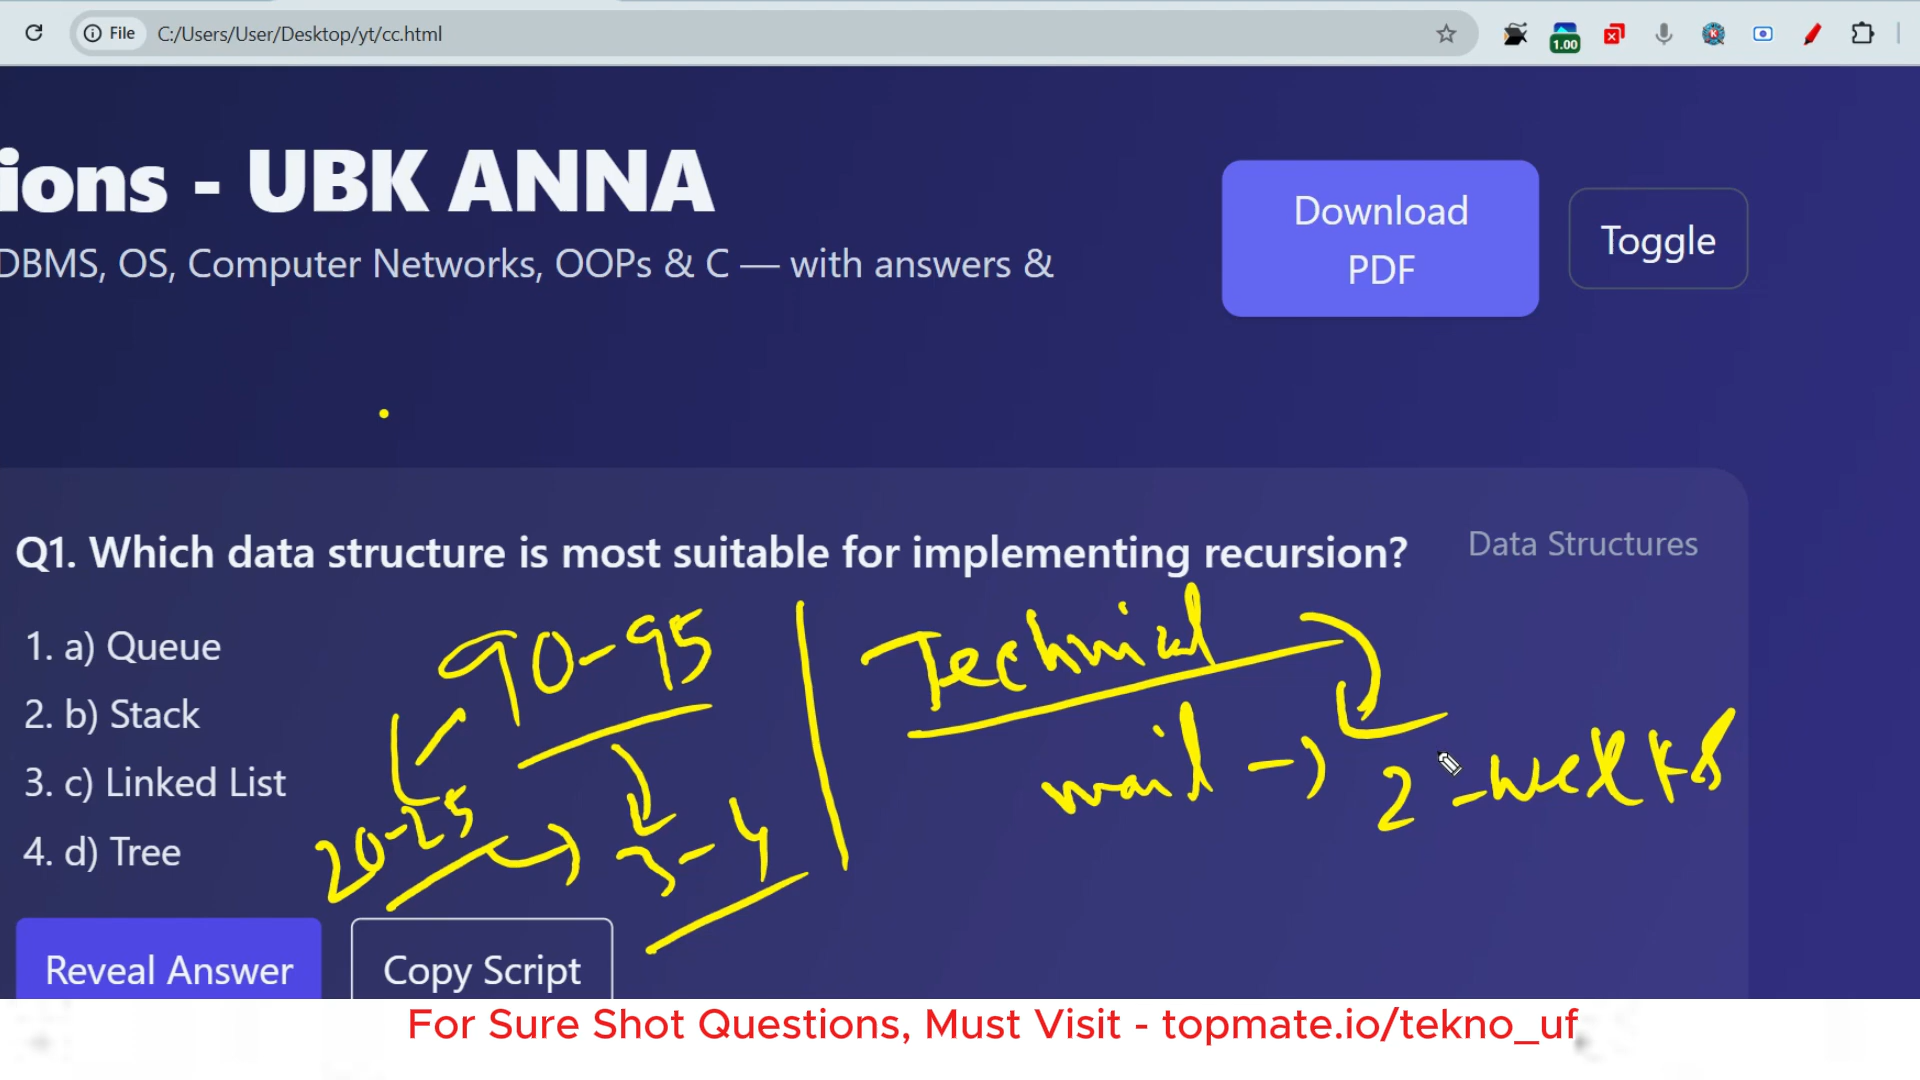 File C:/Users/User/Desktop/yt/cc.html
1.00
ions - UBK ANNA
DBMS, OS, Computer Networks, OOPs & C — with answers &
Download
PDF
Toggle
Q1. Which data structure is most suitable for implementing recursion?
Data Structures
1. a) Queue
2. b) Stack
3. c) Linked List
4. d) Tree
90-95
20-25
3-4
Technical
mail → 2-weeks
Reveal Answer
Copy Script
For Sure Shot Questions, Must Visit - topmate.io/tekno_uf